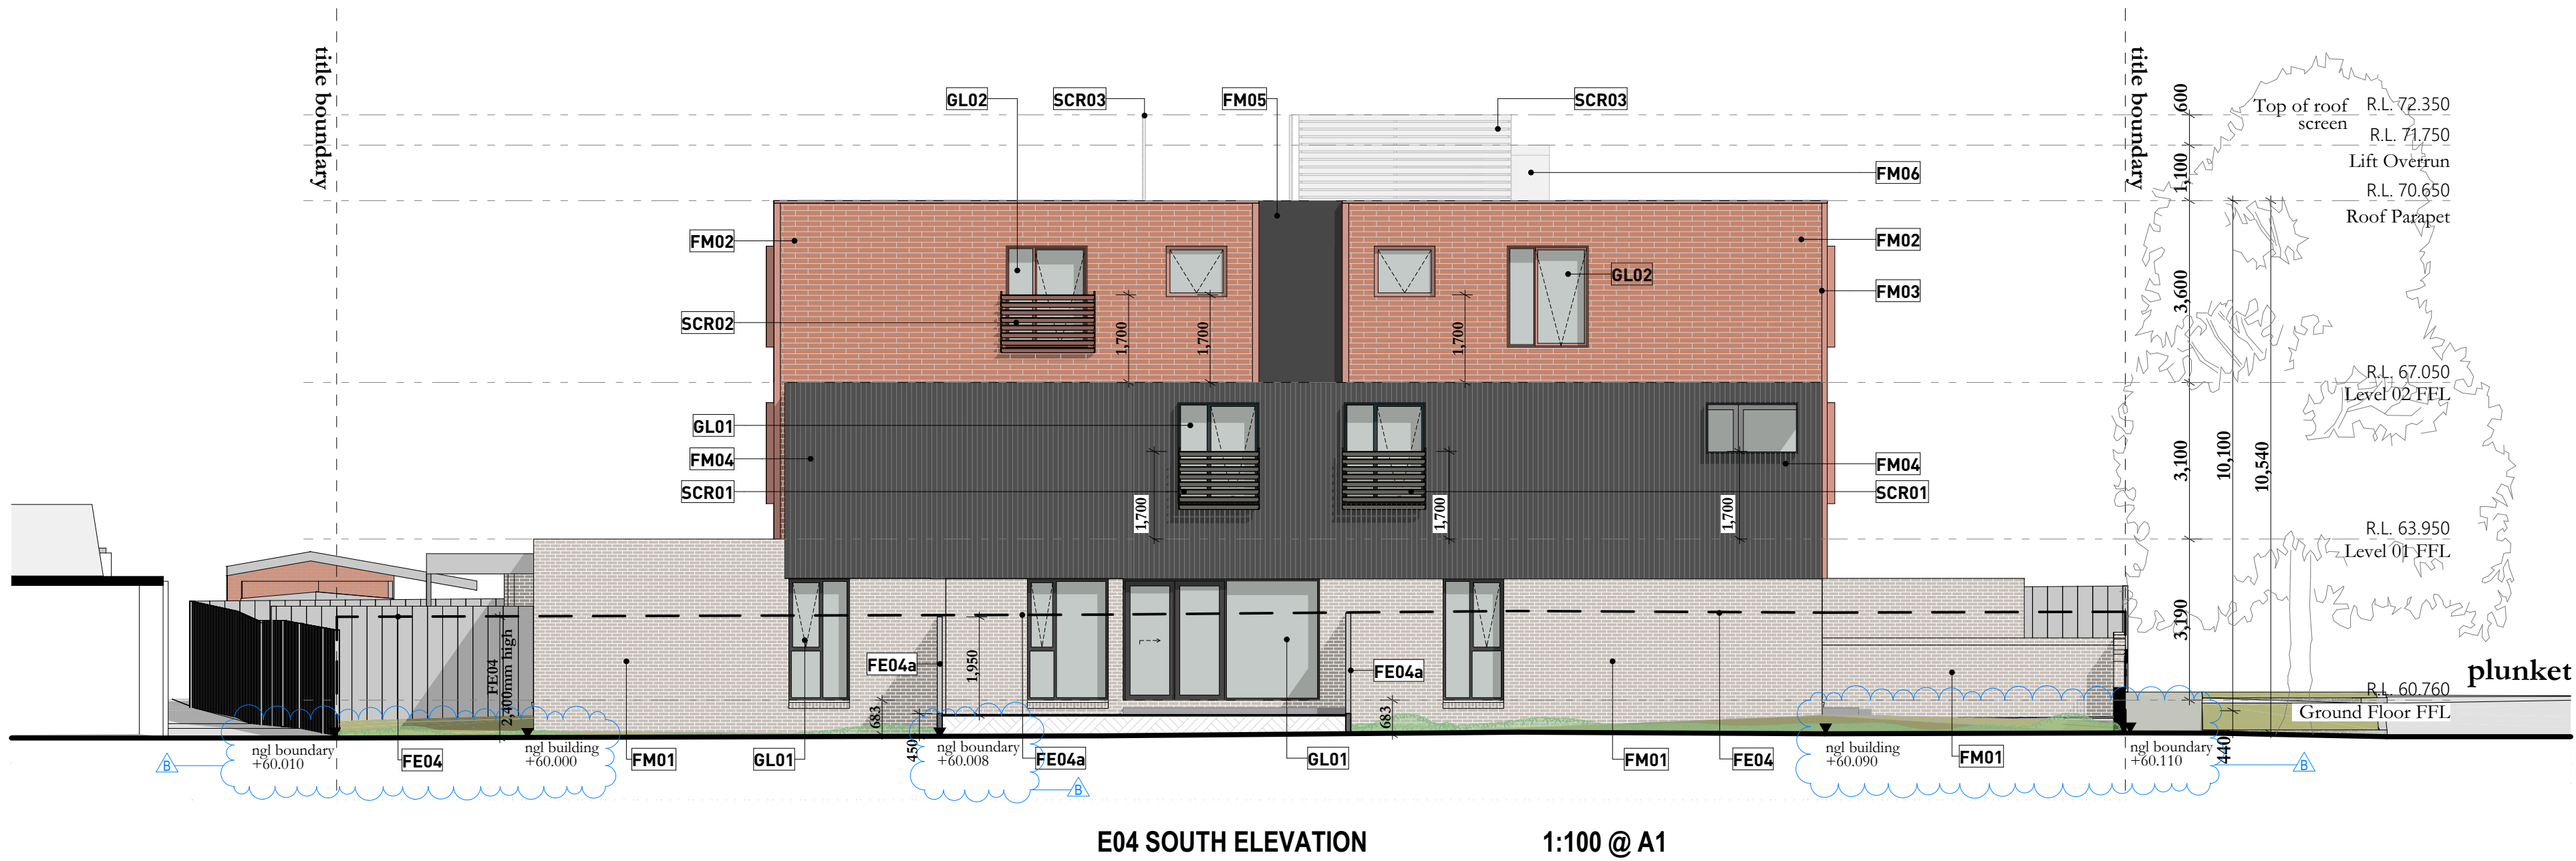 title boundary
title boundary
GL02
SCR03
FM05
SCR03
FM06
600
Top of roof
screen
R.L. 72.350
R.L. 71.750
Lift Overrun
1,100
R.L. 70.650
Roof Parapet
FM02
FM02
GL02
FM03
SCR02
1,700
1,700
1,700
3,600
R.L. 67.050
Level 02 FFL
GL01
FM04
FM04
SCR01
SCR01
1,700
1,700
1,700
3,100
10,100
10,540
R.L. 63.950
Level 01 FFL
3,190
FE04
2,400mm high
FE04a
1,950
FE04a
683
683
450
plunket
R.L. 60.760
Ground Floor FFL
440
ngl boundary
+60.010
FE04
ngl building
+60.000
FM01
GL01
ngl boundary
+60.008
FE04a
GL01
FM01
FE04
ngl building
+60.090
FM01
ngl boundary
+60.110
B
B
B
E04 SOUTH ELEVATION
1:100 @ A1